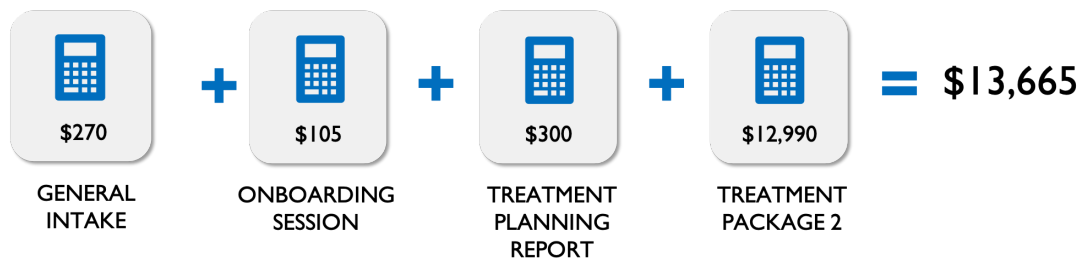 $270
+
$105
+
$300
+
$12,990
=
$13,665
GENERAL
INTAKE
ONBOARDING
SESSION
TREATMENT
PLANNING
REPORT
TREATMENT
PACKAGE 2